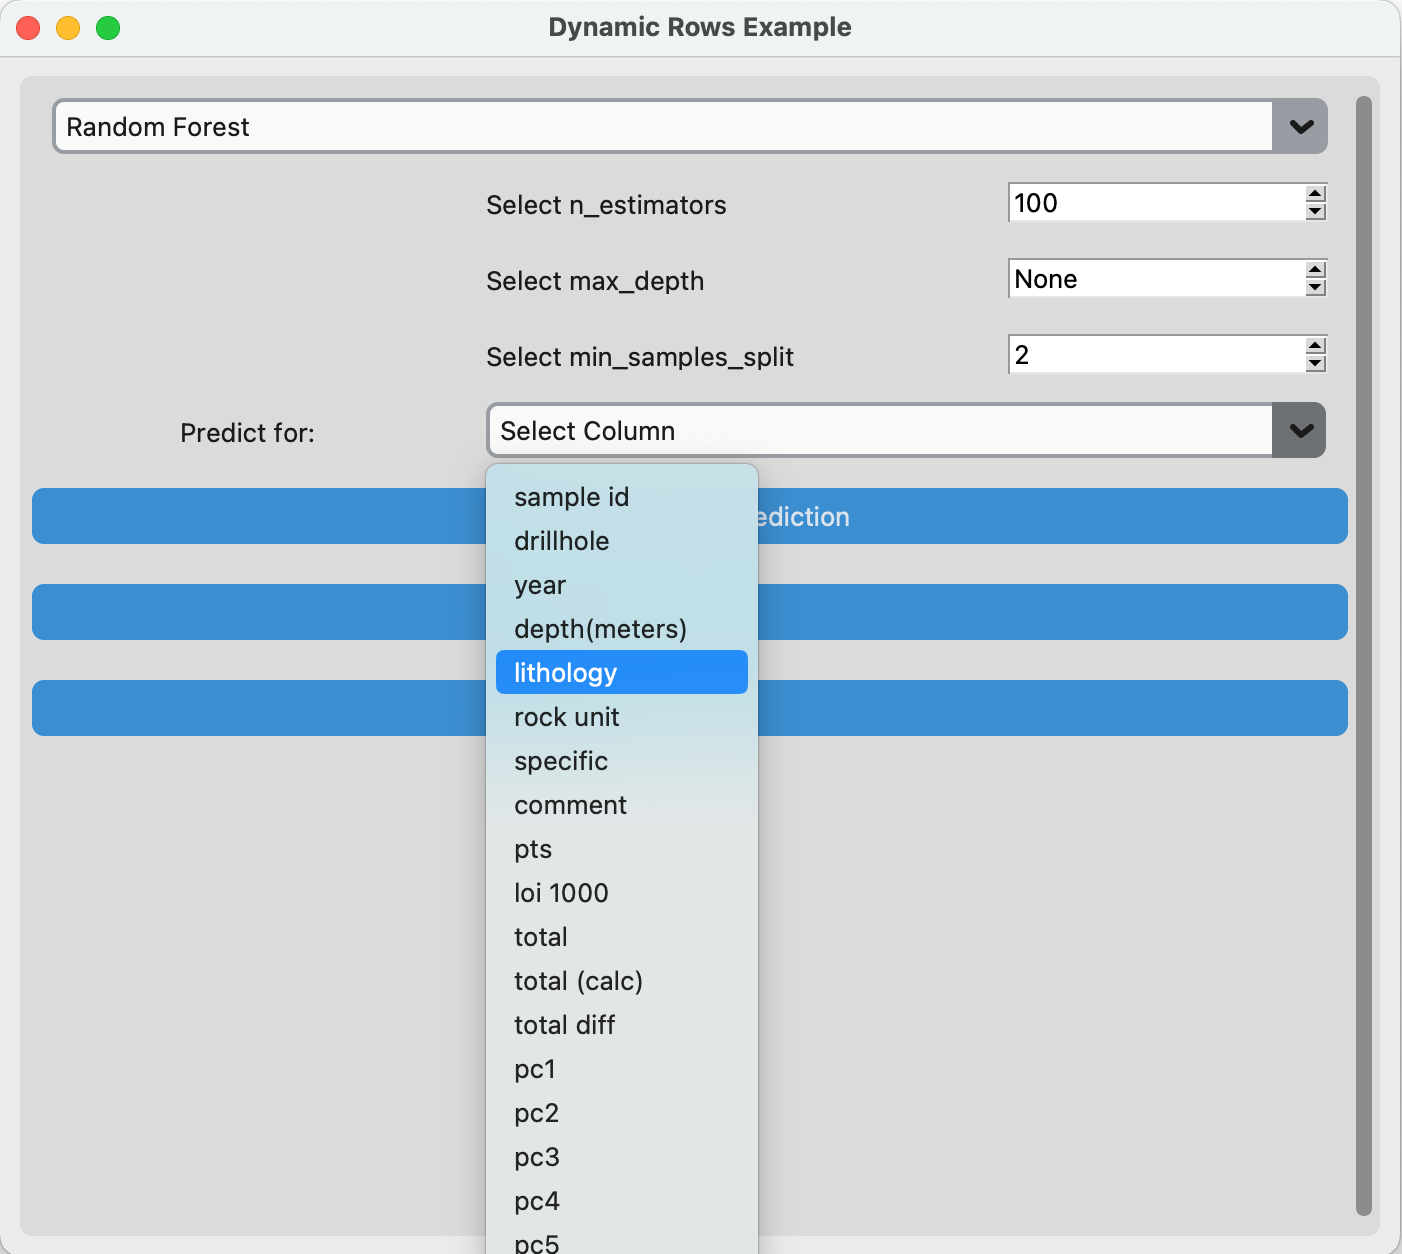 Dynamic Rows Example
Random Forest
Select n_estimators
100
Select max_depth
None
Select min_samples_split
2
Predict for:
Select Column
sample id
ediction
drillhole
year
depth(meters)
lithology
rock unit
specific
comment
pts
loi 1000
total
total (calc)
total diff
pc1
pc2
pc3
pc4
pc5